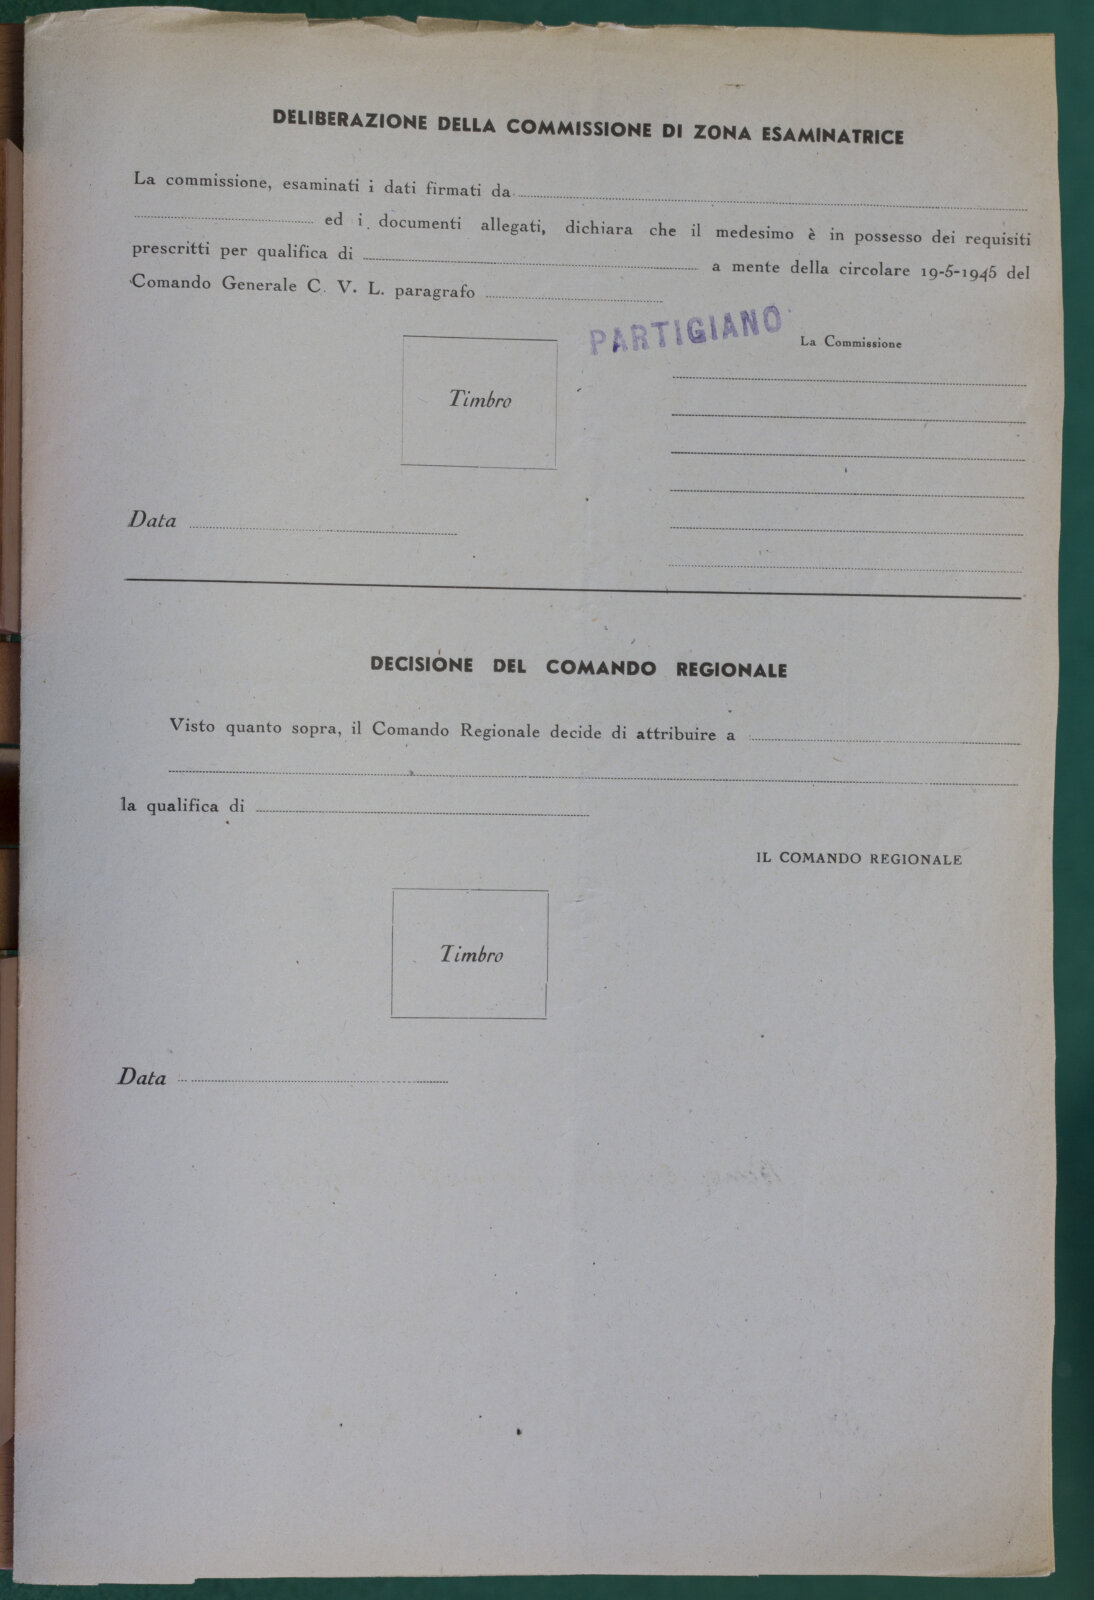 DELIBERAZIONE DELLA COMMISSIONE DI ZONA ESAMINATRICE
La commissione, esaminati i dati firmati da
ed i documenti allegati, dichiara che il medesimo è in possesso dei requisiti
prescritti per qualifica di a mente della circolare 19-5-1945 del
Comando Generale C. V. L. paragrafo
PARTIGIANO
La Commissione
Timbro
Data
DECISIONE DEL COMANDO REGIONALE
Visto quanto sopra, il Comando Regionale decide di attribuire a
la qualifica di
IL COMANDO REGIONALE
Timbro
Data